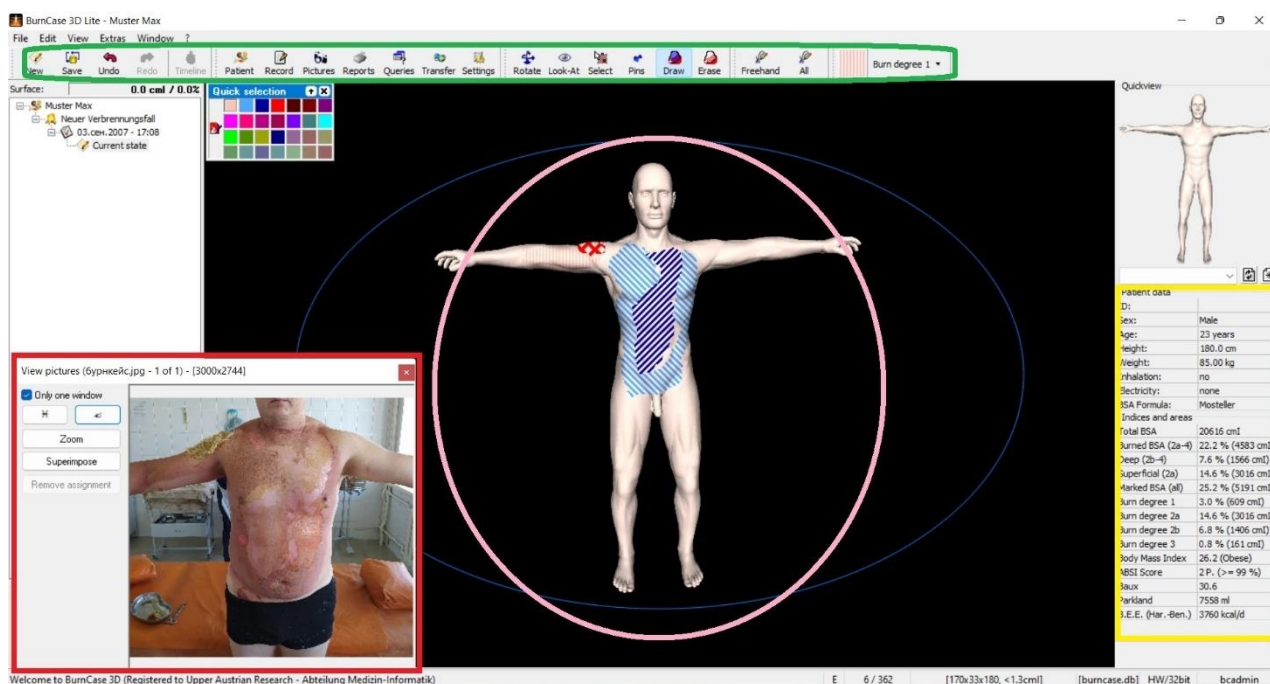 BurnCase 3D Lite - Muster Max
File Edit View Extras Window ?
New Save Undo Redo Timeline Patient Record Pictures Reports Queries Transfer Settings Rotate Look-At Select Pins Draw Erase Freehand All Burn degree 1
Surface: 0.0 cml / 0.0%
Muster Max
Neuer Verbrennungsfall
03.сен.2007 - 17:08
Current state
Quick selection
Quickview
View pictures (бурнкейс.jpg - 1 of 1) - [3000x2744]
Only one window
Zoom
Superimpose
Remove assignment
Patient data
ID:
Sex: Male
Age: 23 years
Height: 180.0 cm
Weight: 85.00 kg
Inhalation: no
Electricity: none
BSA Formula: Mosteller
Indices and areas
Total BSA 20616 cmI
Burned BSA (2a-4) 22.2 % (4583 cmI
Deep (2b-4) 7.6 % (1566 cmI
Superficial (2a) 14.6 % (3016 cmI
Marked BSA (all) 25.2 % (5191 cmI
Burn degree 1 3.0 % (609 cmI)
Burn degree 2a 14.6 % (3016 cmI
Burn degree 2b 6.8 % (1406 cmI)
Burn degree 3 0.8 % (161 cmI)
Body Mass Index 26.2 (Obese)
ABSI Score 2 P. (>= 99 %)
Baux 30.6
Parkland 7558 ml
B.E.E. (Har.-Ben.) 3760 kcal/d
Welcome to BurnCase 3D (Registered to Upper Austrian Research - Abteilung Medizin-Informatik) E 6 / 362 [170x33x180, <1.3cml] [burncase.db] HW/32bit bcadmin